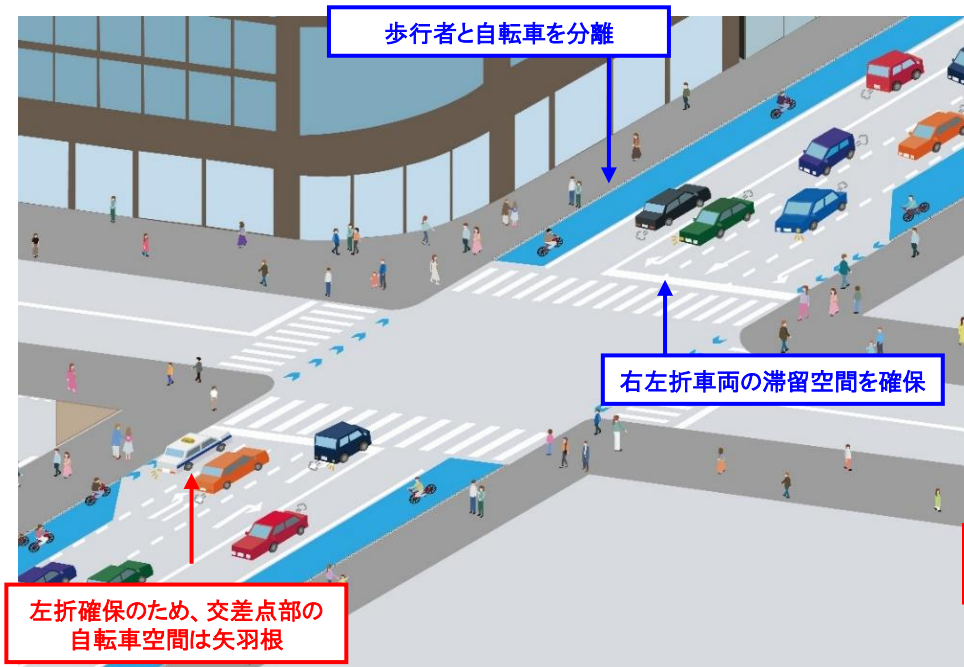 歩行者と自転車を分離
右左折車両の滞留空間を確保
左折確保のため、交差点部の
自転車空間は矢羽根